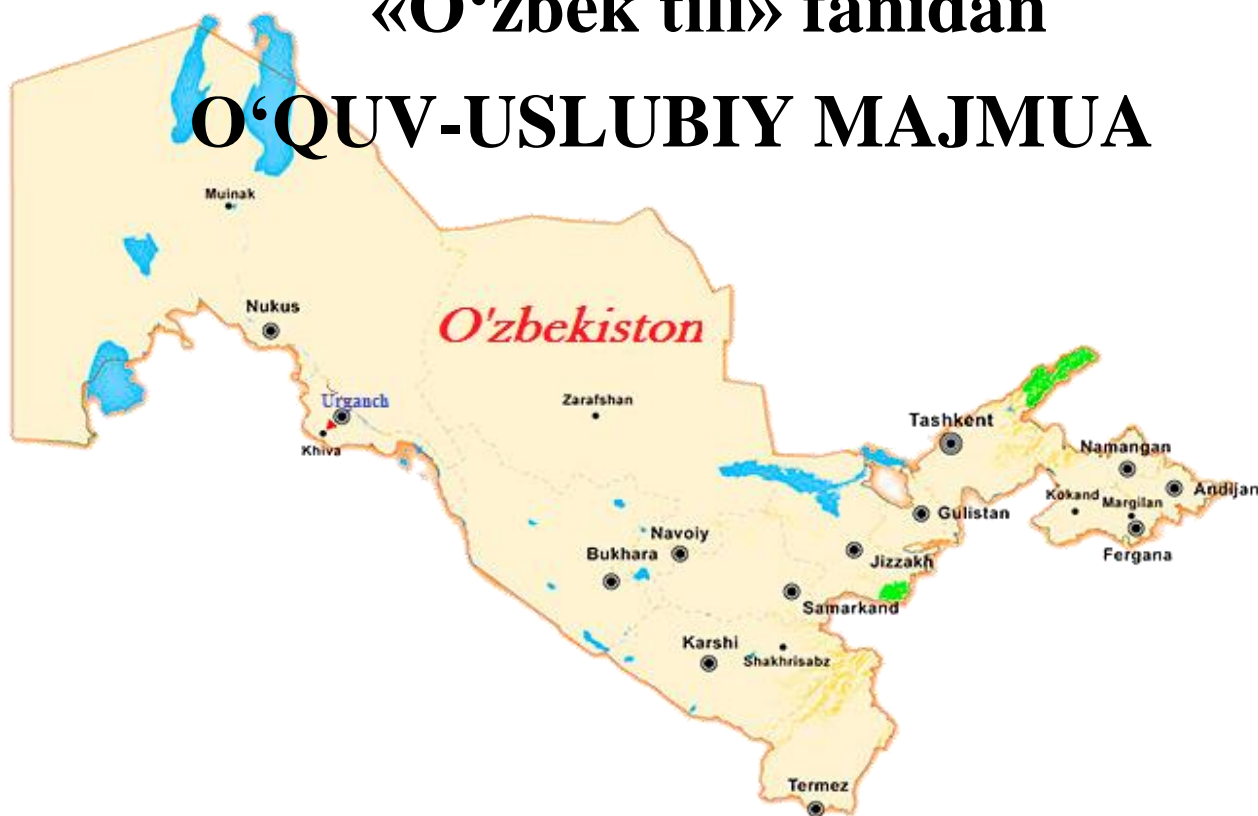 «O‘zbek tili» fanidan
O‘QUV-USLUBIY MAJMUA
Muinak
Nukus
O'zbekiston
Urganch
Khiva
Zarafshan
Tashkent
Namangan
Andijan
Kokand
Margilan
Fergana
Gulistan
Navoiy
Bukhara
Jizzakh
Samarkand
Karshi
Shakhrisabz
Termez